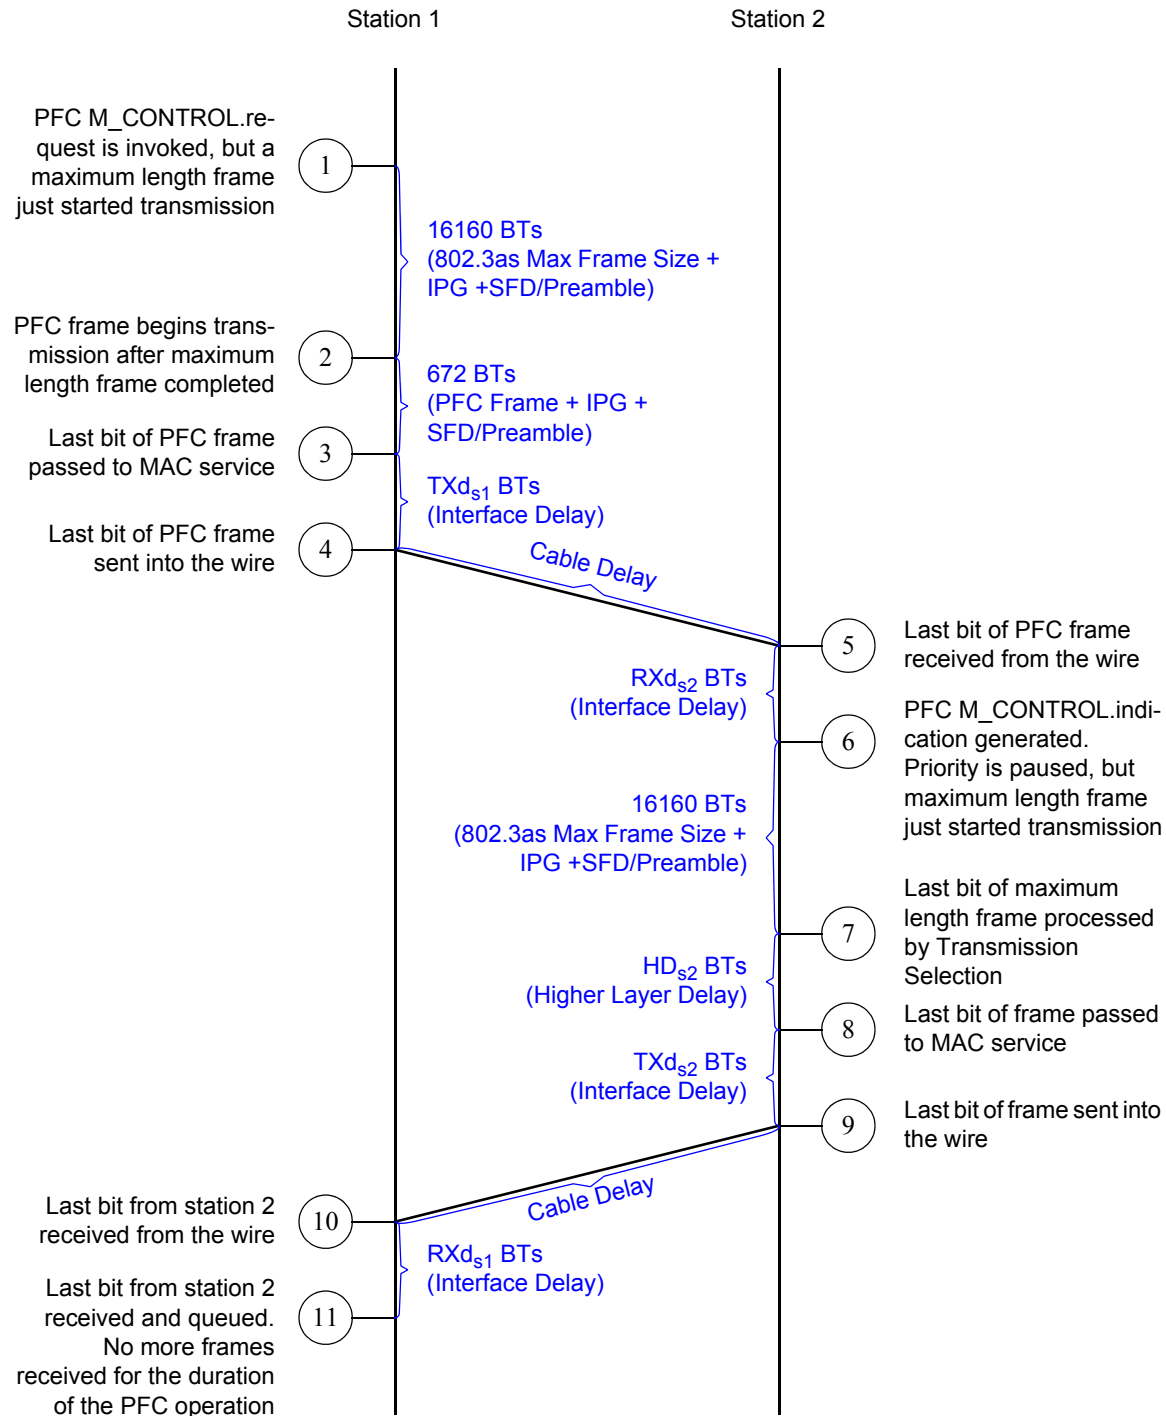 Station 1
Station 2
PFC M_CONTROL.re-
quest is invoked, but a
maximum length frame
just started transmission
1
16160 BTs
(802.3as Max Frame Size +
IPG +SFD/Preamble)
PFC frame begins trans-
mission after maximum
length frame completed
2
672 BTs
(PFC Frame + IPG +
SFD/Preamble)
Last bit of PFC frame
passed to MAC service
3
TXds1 BTs
(Interface Delay)
Last bit of PFC frame
sent into the wire
4
Cable Delay
5
Last bit of PFC frame
received from the wire
RXds2 BTs
(Interface Delay)
6
PFC M_CONTROL.indi-
cation generated.
Priority is paused, but
maximum length frame
just started transmission
16160 BTs
(802.3as Max Frame Size +
IPG +SFD/Preamble)
7
Last bit of maximum
length frame processed
by Transmission
Selection
HDs2 BTs
(Higher Layer Delay)
8
Last bit of frame passed
to MAC service
TXds2 BTs
(Interface Delay)
9
Last bit of frame sent into
the wire
Cable Delay
Last bit from station 2
received from the wire
10
RXds1 BTs
(Interface Delay)
Last bit from station 2
received and queued.
No more frames
received for the duration
of the PFC operation
11